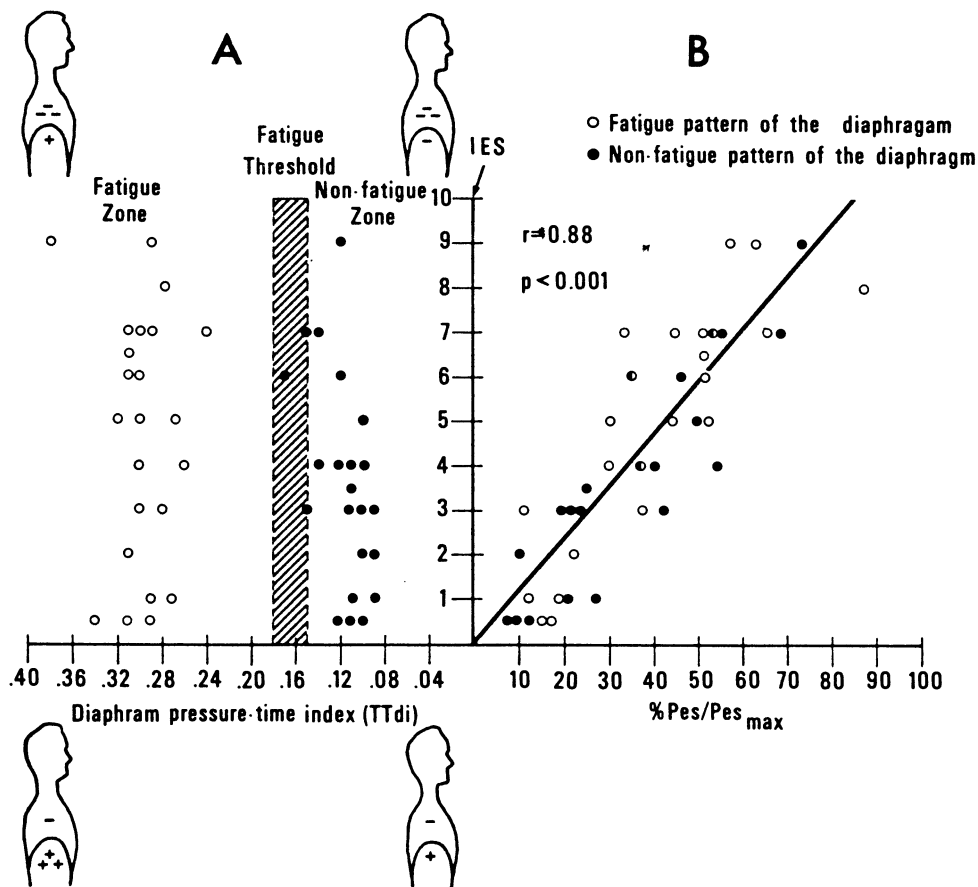 A
B
Fatigue
Threshold
Fatigue
Zone
Non-fatigue
Zone
IES
○ Fatigue pattern of the diaphragam
● Non-fatigue pattern of the diaphragm
r=0.88
p < 0.001
10
9
8
7
6
5
4
3
2
1
.40 .36 .32 .28 .24 .20 .16 .12 .08 .04
10 20 30 40 50 60 70 80 90 100
Diaphram pressure-time index (TTdi)
%Pes/Pesmax